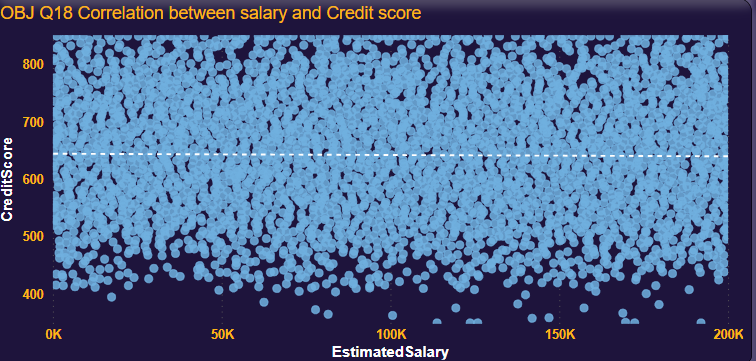 OBJ Q18 Correlation between salary and Credit score
CreditScore
800
700
600
500
400
0K 50K 100K 150K 200K
EstimatedSalary